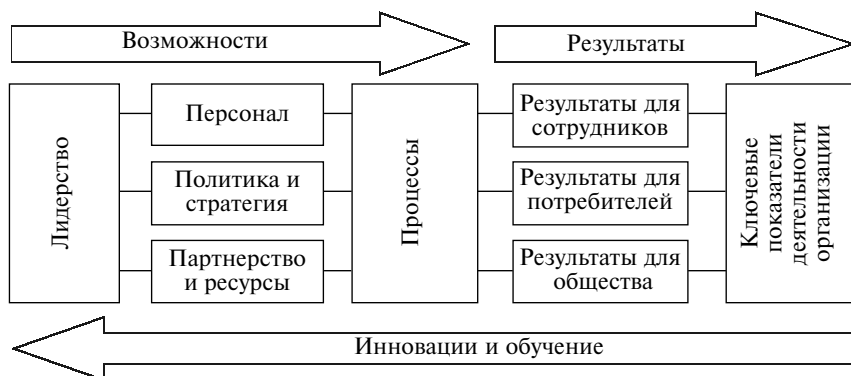 Возможности
Результаты
Лидерство
Персонал
Политика и
стратегия
Партнерство
и ресурсы
Процессы
Результаты для
сотрудников
Результаты для
потребителей
Результаты для
общества
Ключевые
показатели
деятельности
организации
Инновации и обучение